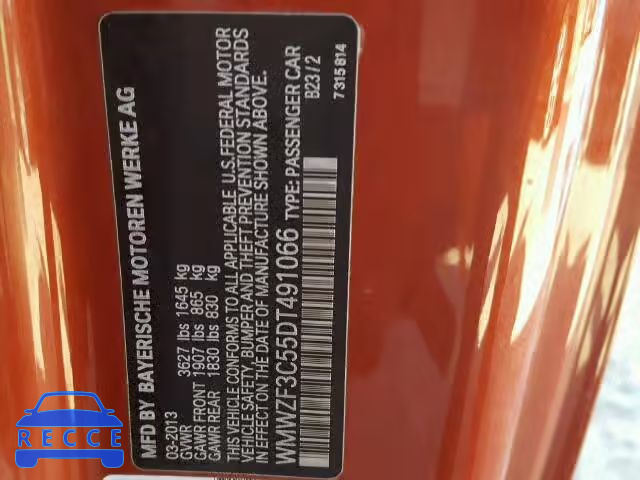 MFD BY BAYERISCHE MOTOREN WERKE AG
03-2013
GVWR 3627 lbs 1645 kg
GAWR FRONT 1907 lbs 865 kg
GAWR REAR 1830 lbs 830 kg
THIS VEHICLE CONFORMS TO ALL APPLICABLE U.S. FEDERAL MOTOR
VEHICLE SAFETY, BUMPER AND THEFT PREVENTION STANDARDS
IN EFFECT ON THE DATE OF MANUFACTURE SHOWN ABOVE.
WMWZF3C55DT491066 TYPE: PASSENGER CAR
B23/2
7315814
RECCE